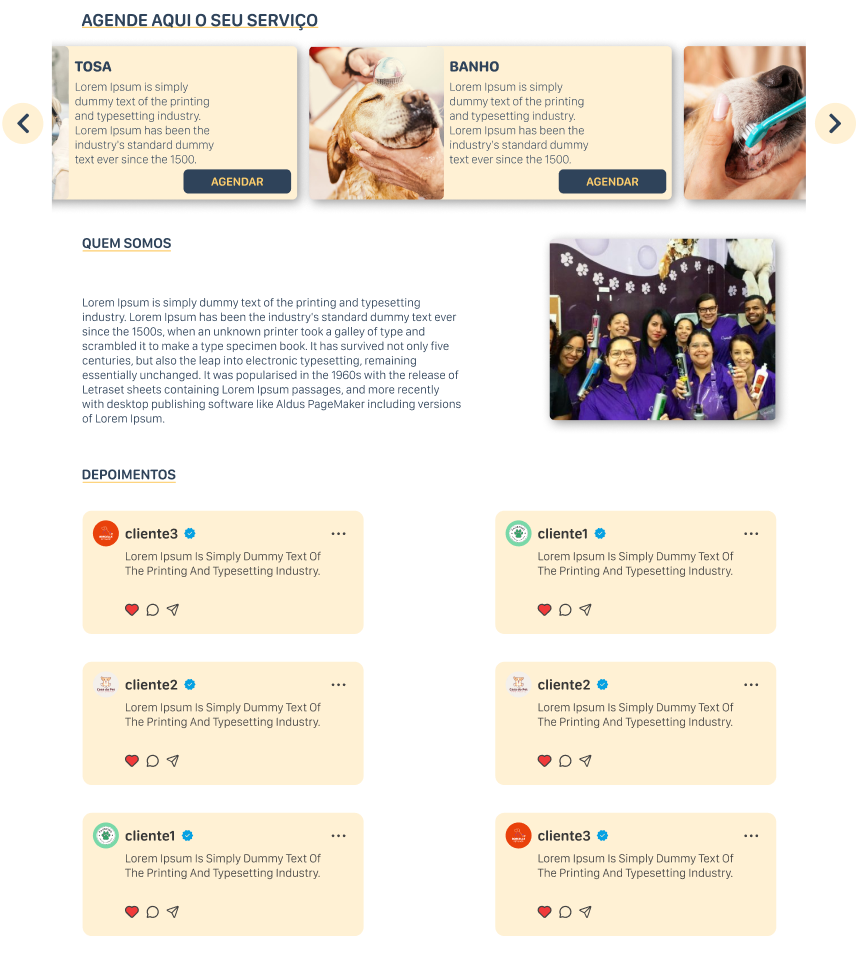 AGENDE AQUI O SEU SERVIÇO
TOSA
Lorem Ipsum is simply
dummy text of the printing
and typesetting industry.
Lorem Ipsum has been the
industry's standard dummy
text ever since the 1500.
AGENDAR
BANHO
Lorem Ipsum is simply
dummy text of the printing
and typesetting industry.
Lorem Ipsum has been the
industry's standard dummy
text ever since the 1500.
AGENDAR
QUEM SOMOS
Lorem Ipsum is simply dummy text of the printing and typesetting
industry. Lorem Ipsum has been the industry's standard dummy text ever
since the 1500s, when an unknown printer took a galley of type and
scrambled it to make a type specimen book. It has survived not only five
centuries, but also the leap into electronic typesetting, remaining
essentially unchanged. It was popularised in the 1960s with the release of
Letraset sheets containing Lorem Ipsum passages, and more recently
with desktop publishing software like Aldus PageMaker including versions
of Lorem Ipsum.
DEPOIMENTOS
cliente3
Lorem Ipsum Is Simply Dummy Text Of
The Printing And Typesetting Industry.
cliente1
Lorem Ipsum Is Simply Dummy Text Of
The Printing And Typesetting Industry.
cliente2
Lorem Ipsum Is Simply Dummy Text Of
The Printing And Typesetting Industry.
cliente2
Lorem Ipsum Is Simply Dummy Text Of
The Printing And Typesetting Industry.
cliente1
Lorem Ipsum Is Simply Dummy Text Of
The Printing And Typesetting Industry.
cliente3
Lorem Ipsum Is Simply Dummy Text Of
The Printing And Typesetting Industry.